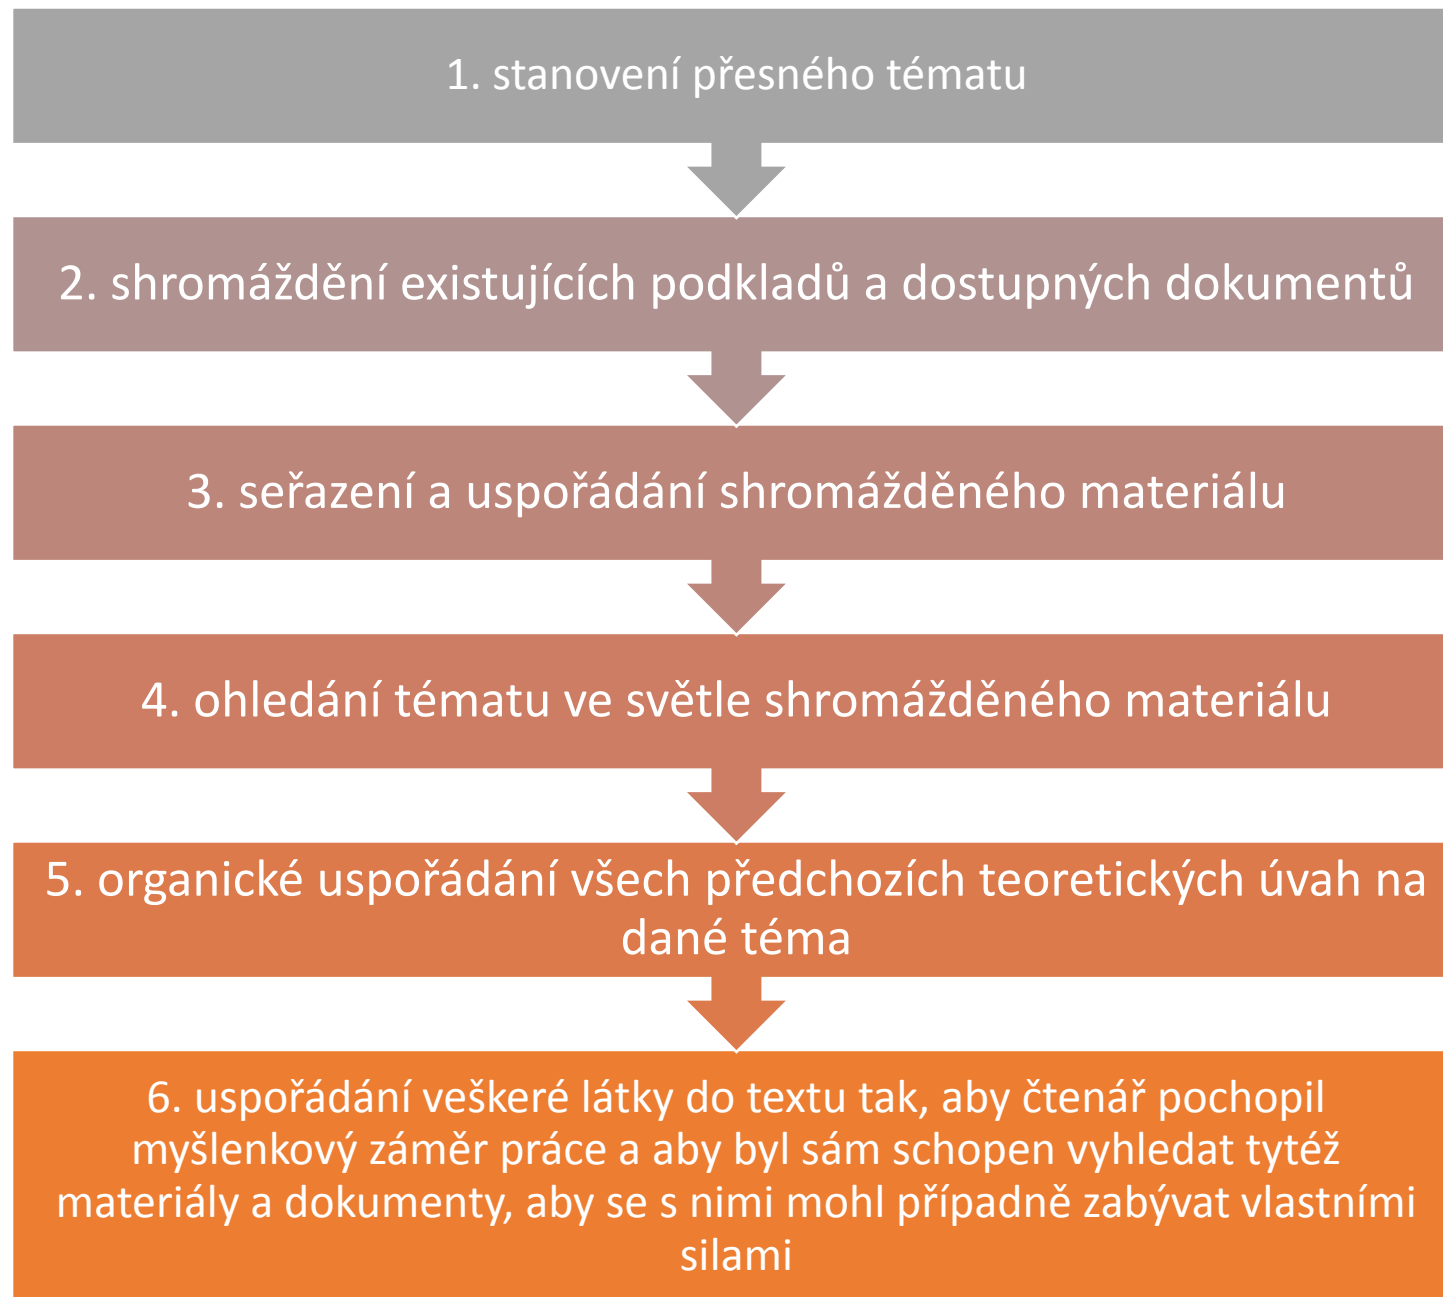 1. stanovení přesného tématu
2. shromáždění existujících podkladů a dostupných dokumentů
3. seřazení a uspořádání shromážděného materiálu
4. ohledání tématu ve světle shromážděného materiálu
5. organické uspořádání všech předchozích teoretických úvah na
dané téma
6. uspořádání veškeré látky do textu tak, aby čtenář pochopil
myšlenkový záměr práce a aby byl sám schopen vyhledat tytéž
materiály a dokumenty, aby se s nimi mohl případně zabývat vlastními
silami